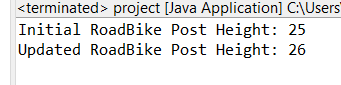 <terminated> project [Java Application] C:\Users\
Initial RoadBike Post Height: 25
Updated RoadBike Post Height: 26